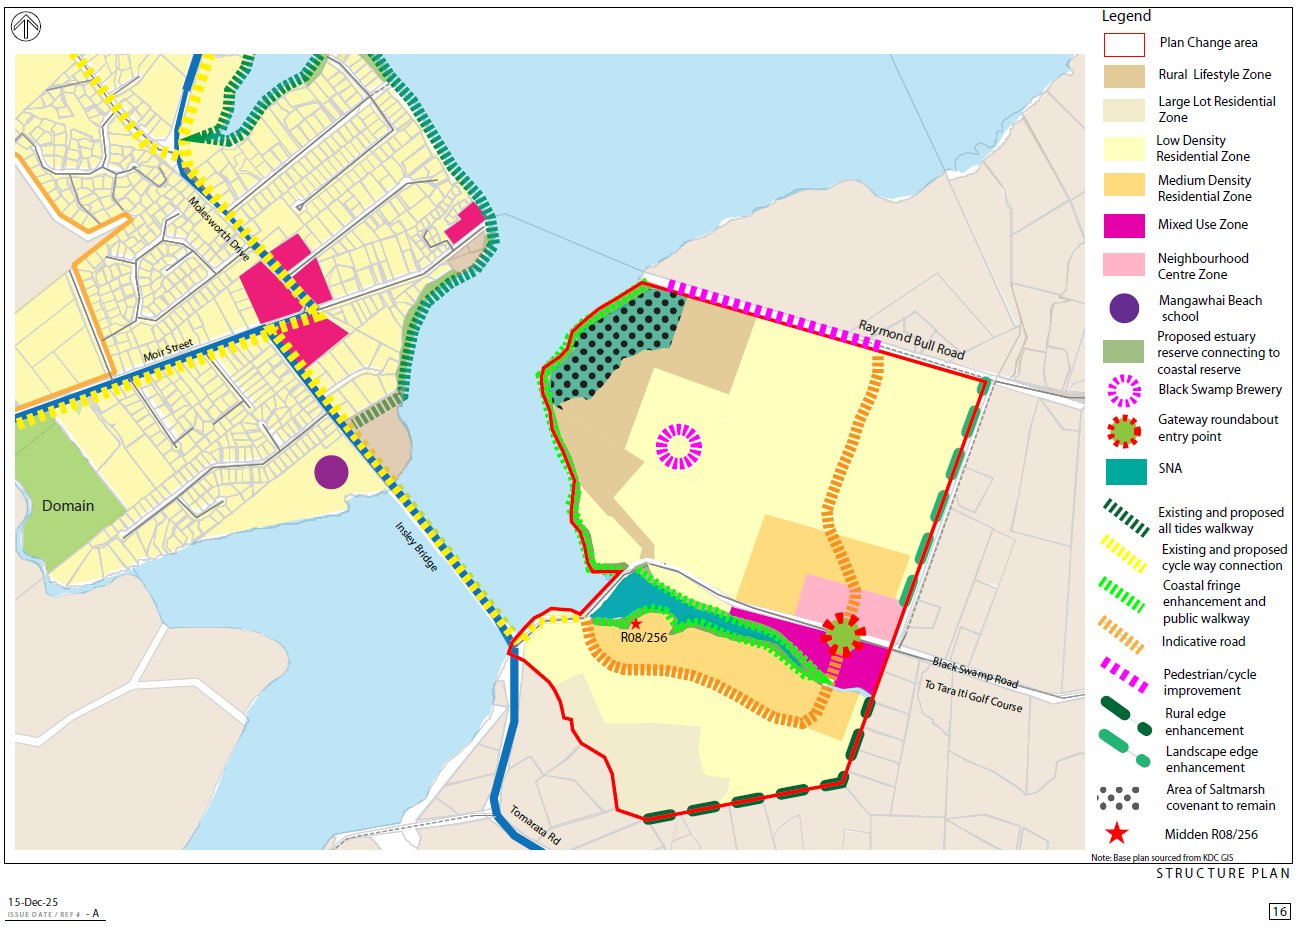 Legend
Plan Change area
Rural Lifestyle Zone
Large Lot Residential
Zone
Low Density
Residential Zone
Medium Density
Residential Zone
Mixed Use Zone
Neighbourhood
Centre Zone
Mangawhai Beach
school
Proposed estuary
reserve connecting to
coastal reserve
Black Swamp Brewery
Gateway roundabout
entry point
SNA
Existing and proposed
all tides walkway
Existing and proposed
cycle way connection
Coastal fringe
enhancement and
public walkway
Indicative road
Pedestrian/cycle
improvement
Rural edge
enhancement
Landscape edge
enhancement
Area of Saltmarsh
covenant to remain
Midden R08/256
Note: Base plan sourced from KDC GIS
Molesworth Drive
Moir Street
Domain
Insley Bridge
Raymond Bull Road
R08/256
Black Swamp Road
To Tara Iti Golf Course
Tomarata Rd
STRUCTURE PLAN
15-Dec-25
ISSUE DATE / REF # - A
16